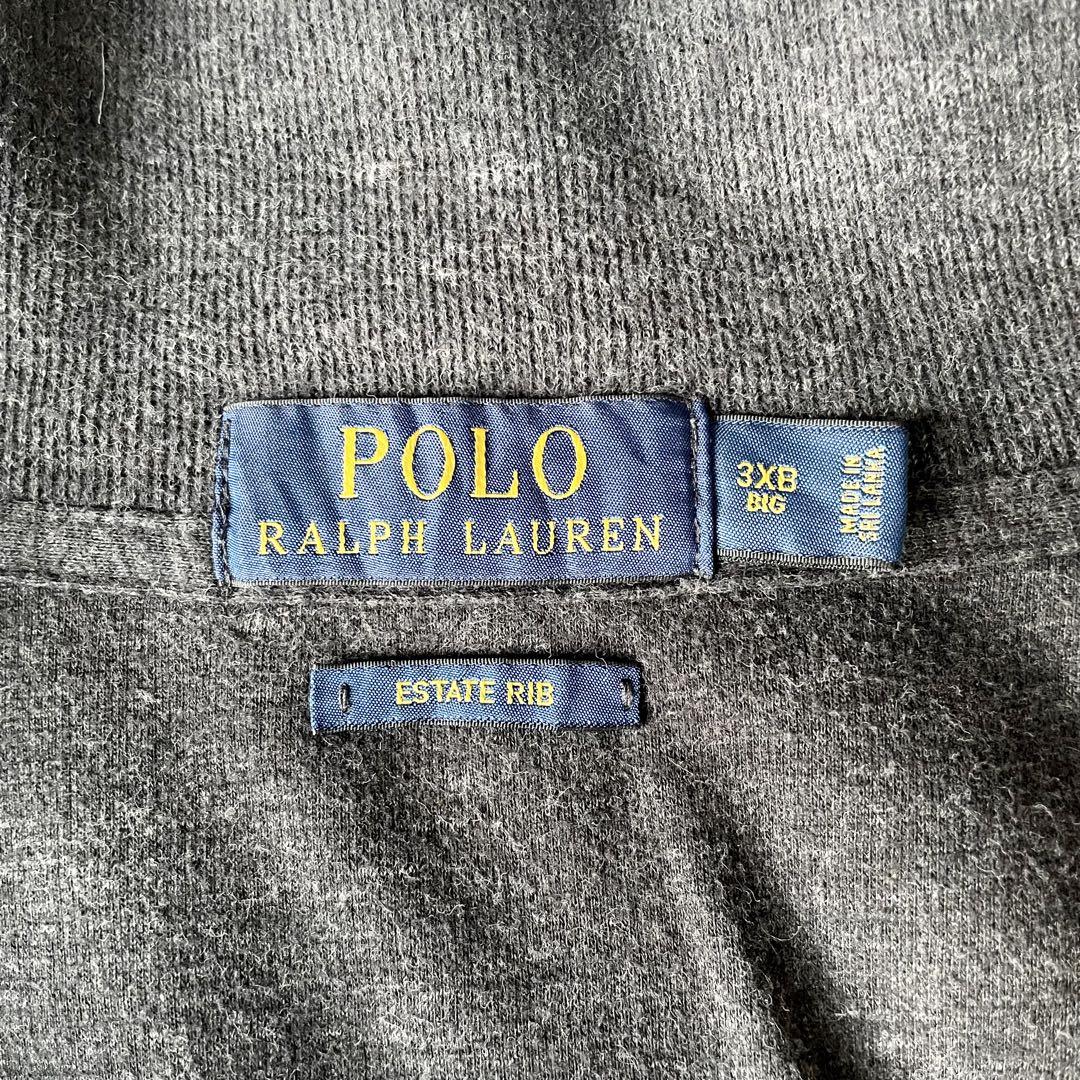 POLO
RALPH LAUREN
3XB
BIG
MADE IN
SRI LANKA
ESTATE RIB